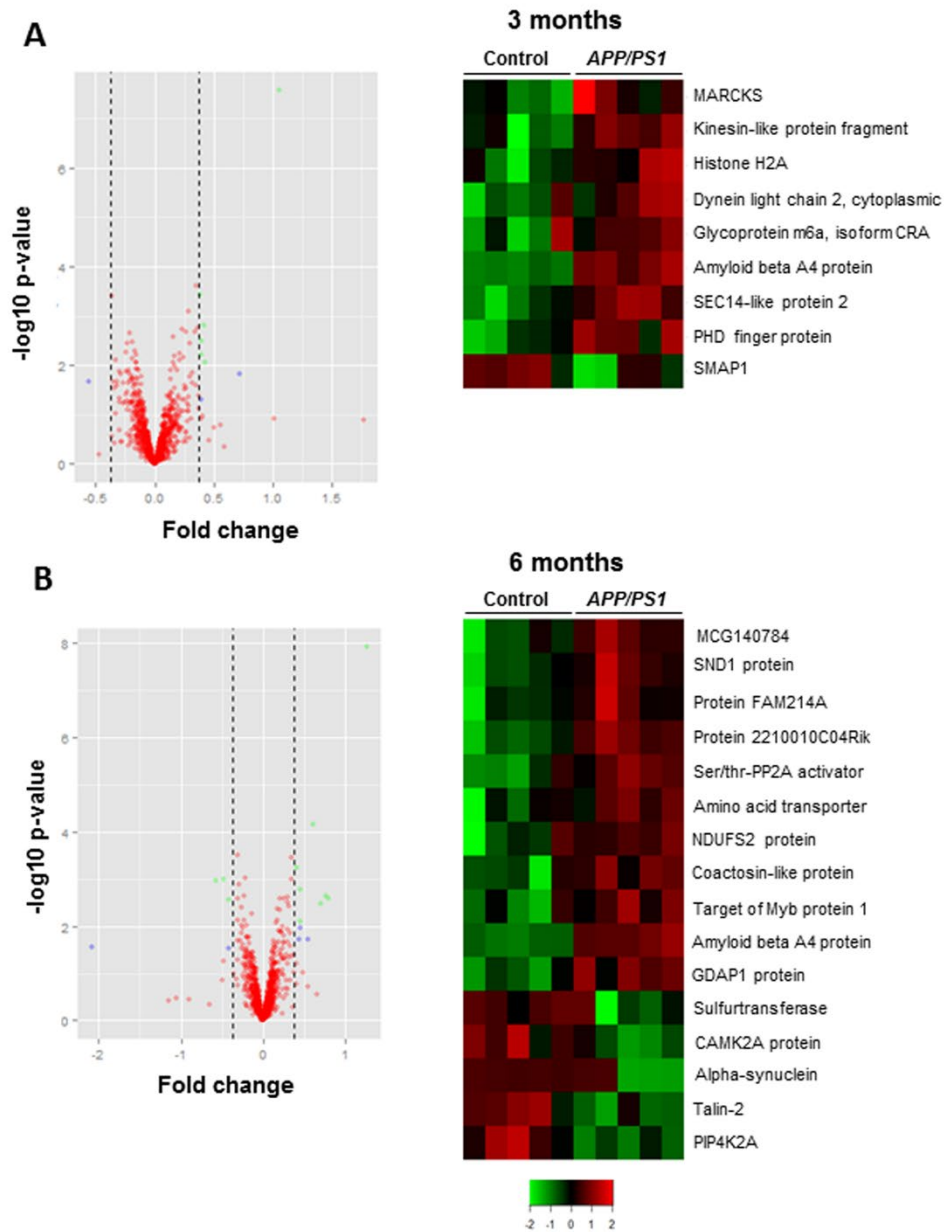 A
3 months
Control
APP/PS1
MARCKS
Kinesin-like protein fragment
Histone H2A
Dynein light chain 2, cytoplasmic
Glycoprotein m6a, isoform CRA
Amyloid beta A4 protein
SEC14-like protein 2
PHD finger protein
SMAP1
-log10 p-value
6
4
2
0
-0.5
0.0
0.5
1.0
1.5
Fold change
B
6 months
Control
APP/PS1
MCG140784
SND1 protein
Protein FAM214A
Protein 2210010C04Rik
Ser/thr-PP2A activator
Amino acid transporter
NDUFS2 protein
Coactosin-like protein
Target of Myb protein 1
Amyloid beta A4 protein
GDAP1 protein
Sulfurtransferase
CAMK2A protein
Alpha-synuclein
Talin-2
PIP4K2A
-log10 p-value
8
6
4
2
0
-2
-1
0
1
Fold change
-2 -1 0 1 2